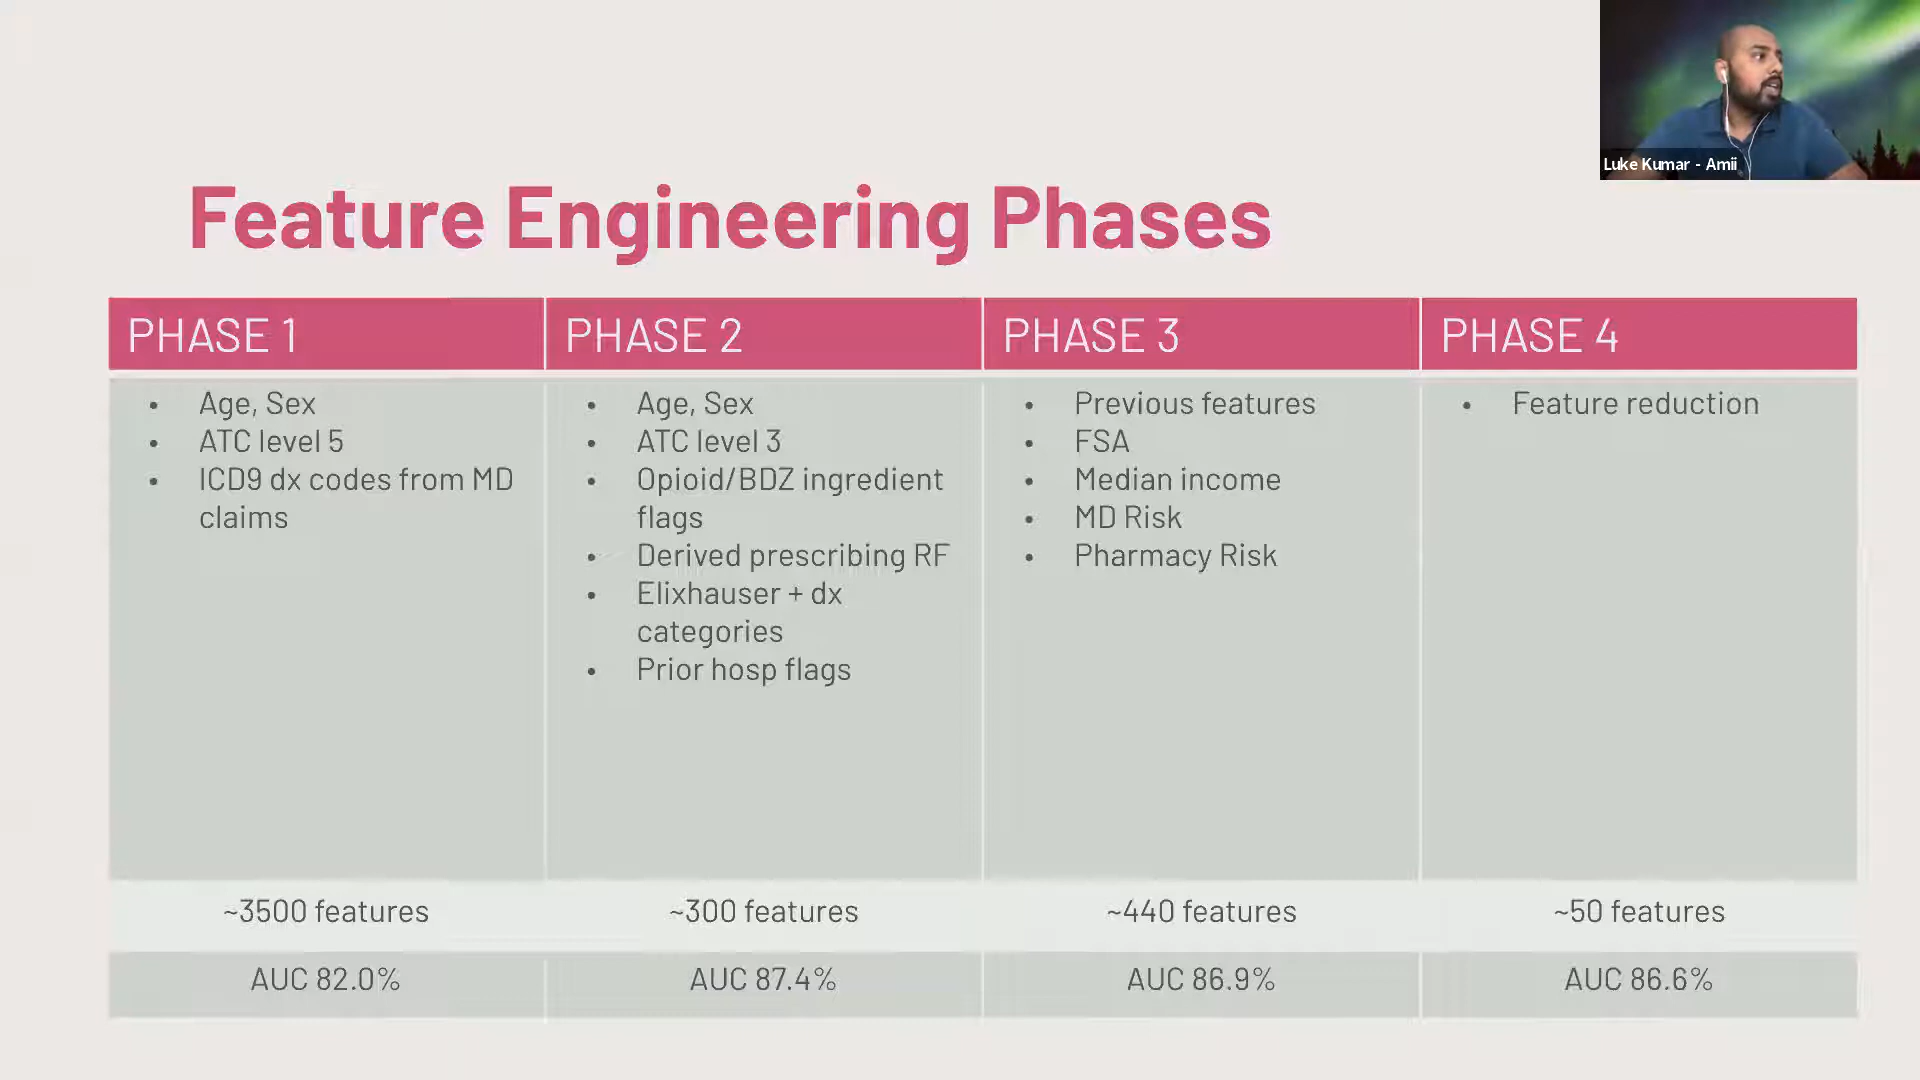 Luke Kumar - Amii
Feature Engineering Phases
PHASE 1
PHASE 2
PHASE 3
PHASE 4
• Age, Sex
• ATC level 5
• ICD9 dx codes from MD
claims
• Age, Sex
• ATC level 3
• Opioid/BDZ ingredient
flags
• Derived prescribing RF
• Elixhauser + dx
categories
• Prior hosp flags
• Previous features
• FSA
• Median income
• MD Risk
• Pharmacy Risk
• Feature reduction
~3500 features
~300 features
~440 features
~50 features
AUC 82.0%
AUC 87.4%
AUC 86.9%
AUC 86.6%